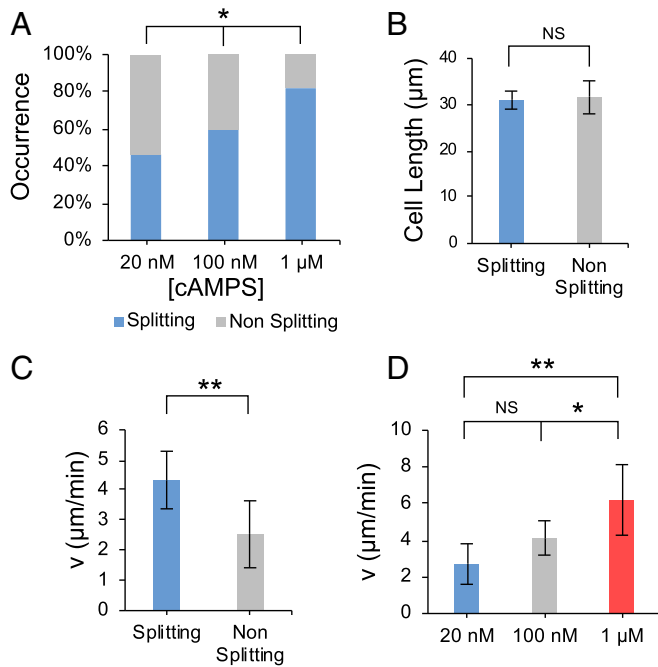 A
*
100%
80%
60%
40%
20%
0%
Occurrence
20 nM 100 nM 1 µM
[cAMPS]
Splitting Non Splitting
B
NS
40
30
20
10
0
Cell Length (µm)
Splitting Non
Splitting
C
**
6
5
4
3
2
1
0
v (µm/min)
Splitting Non
Splitting
D
**
NS *
10
8
6
4
2
0
v (µm/min)
20 nM 100 nM 1 µM